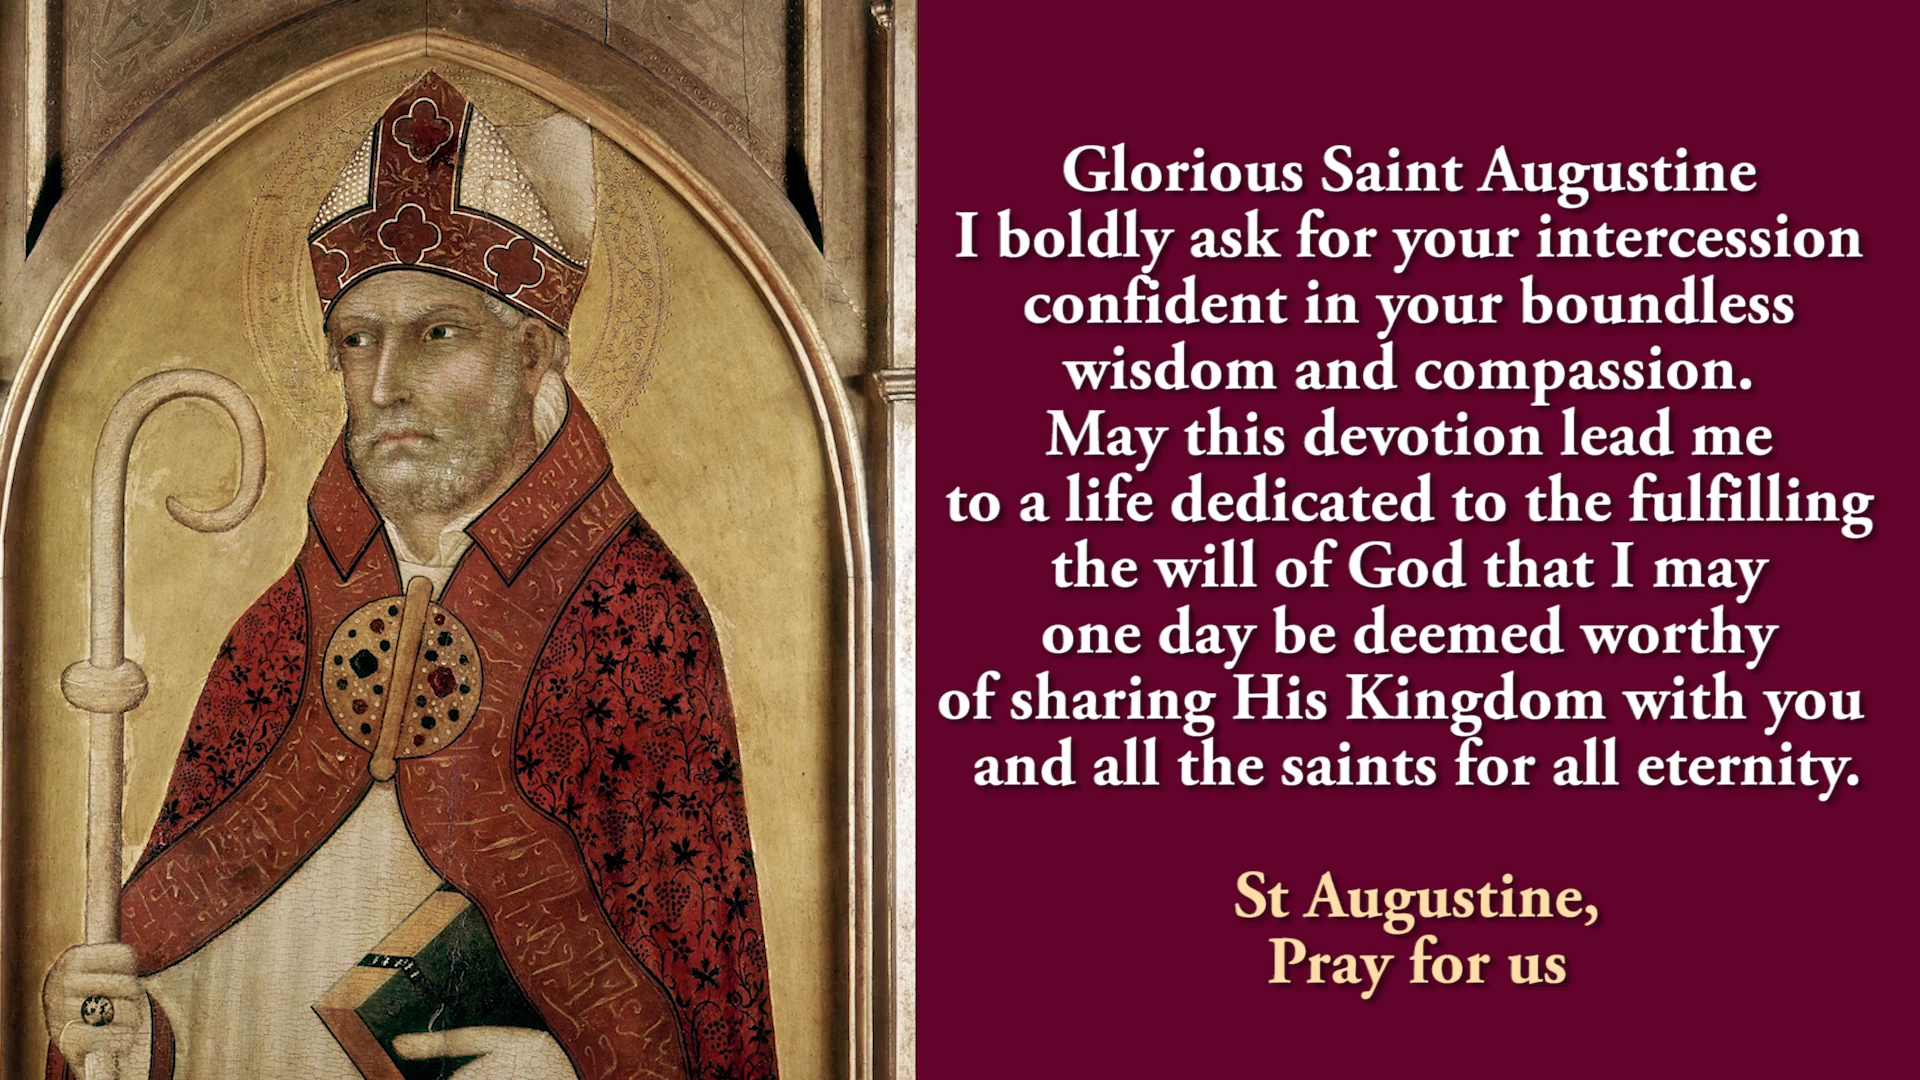 Glorious Saint Augustine
I boldly ask for your intercession
confident in your boundless
wisdom and compassion.
May this devotion lead me
to a life dedicated to the fulfilling
the will of God that I may
one day be deemed worthy
of sharing His Kingdom with you
and all the saints for all eternity.
St Augustine,
Pray for us